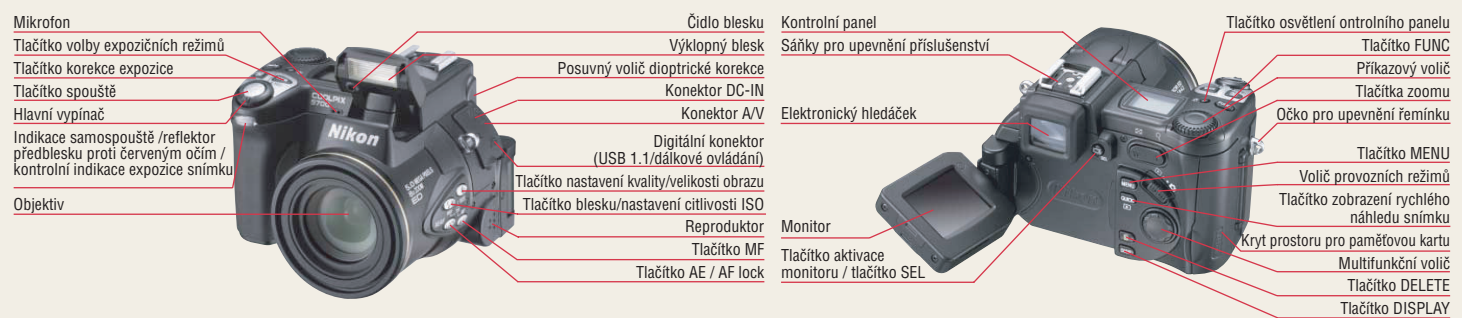 Mikrofon
Tlačítko volby expozičních režimů
Tlačítko korekce expozice
Tlačítko spouště
Hlavní vypínač
Indikace samospouště /reflektor
předblesku proti červeným očím /
kontrolní indikace expozice snímku
Objektiv
COOLPIX
5700
Nikon
Čidlo blesku
Výklopný blesk
Posuvný volič dioptrické korekce
Konektor DC-IN
Konektor A/V
Digitální konektor
(USB 1.1/dálkové ovládání)
Tlačítko nastavení kvality/velikosti obrazu
Tlačítko blesku/nastavení citlivosti ISO
Reproduktor
Tlačítko MF
Tlačítko AE / AF lock
Kontrolní panel
Sáňky pro upevnění příslušenství
Elektronický hledáček
Monitor
Tlačítko aktivace
monitoru / tlačítko SEL
MENU
QUICK
Tlačítko osvětlení ontrolního panelu
Tlačítko FUNC
Příkazový volič
Tlačítka zoomu
Očko pro upevnění řemínku
Tlačítko MENU
Volič provozních režimů
Tlačítko zobrazení rychlého
náhledu snímku
Kryt prostoru pro paměťovou kartu
Multifunkční volič
Tlačítko DELETE
Tlačítko DISPLAY